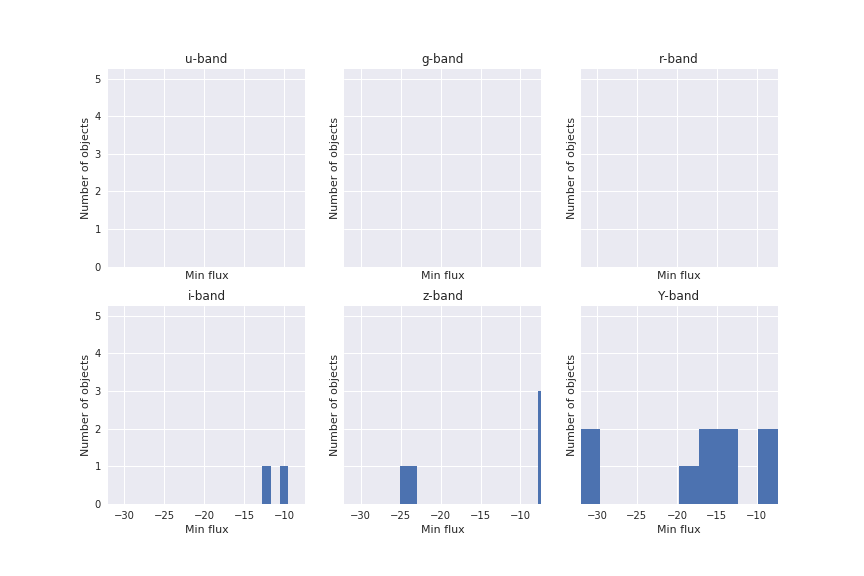 u-band g-band r-band
5
4
3
2
1
0
Number of objects Number of objects Number of objects
Min flux Min flux Min flux
i-band z-band Y-band
5
4
3
2
1
0
Number of objects Number of objects Number of objects
−30 −25 −20 −15 −10 −30 −25 −20 −15 −10 −30 −25 −20 −15 −10
Min flux Min flux Min flux